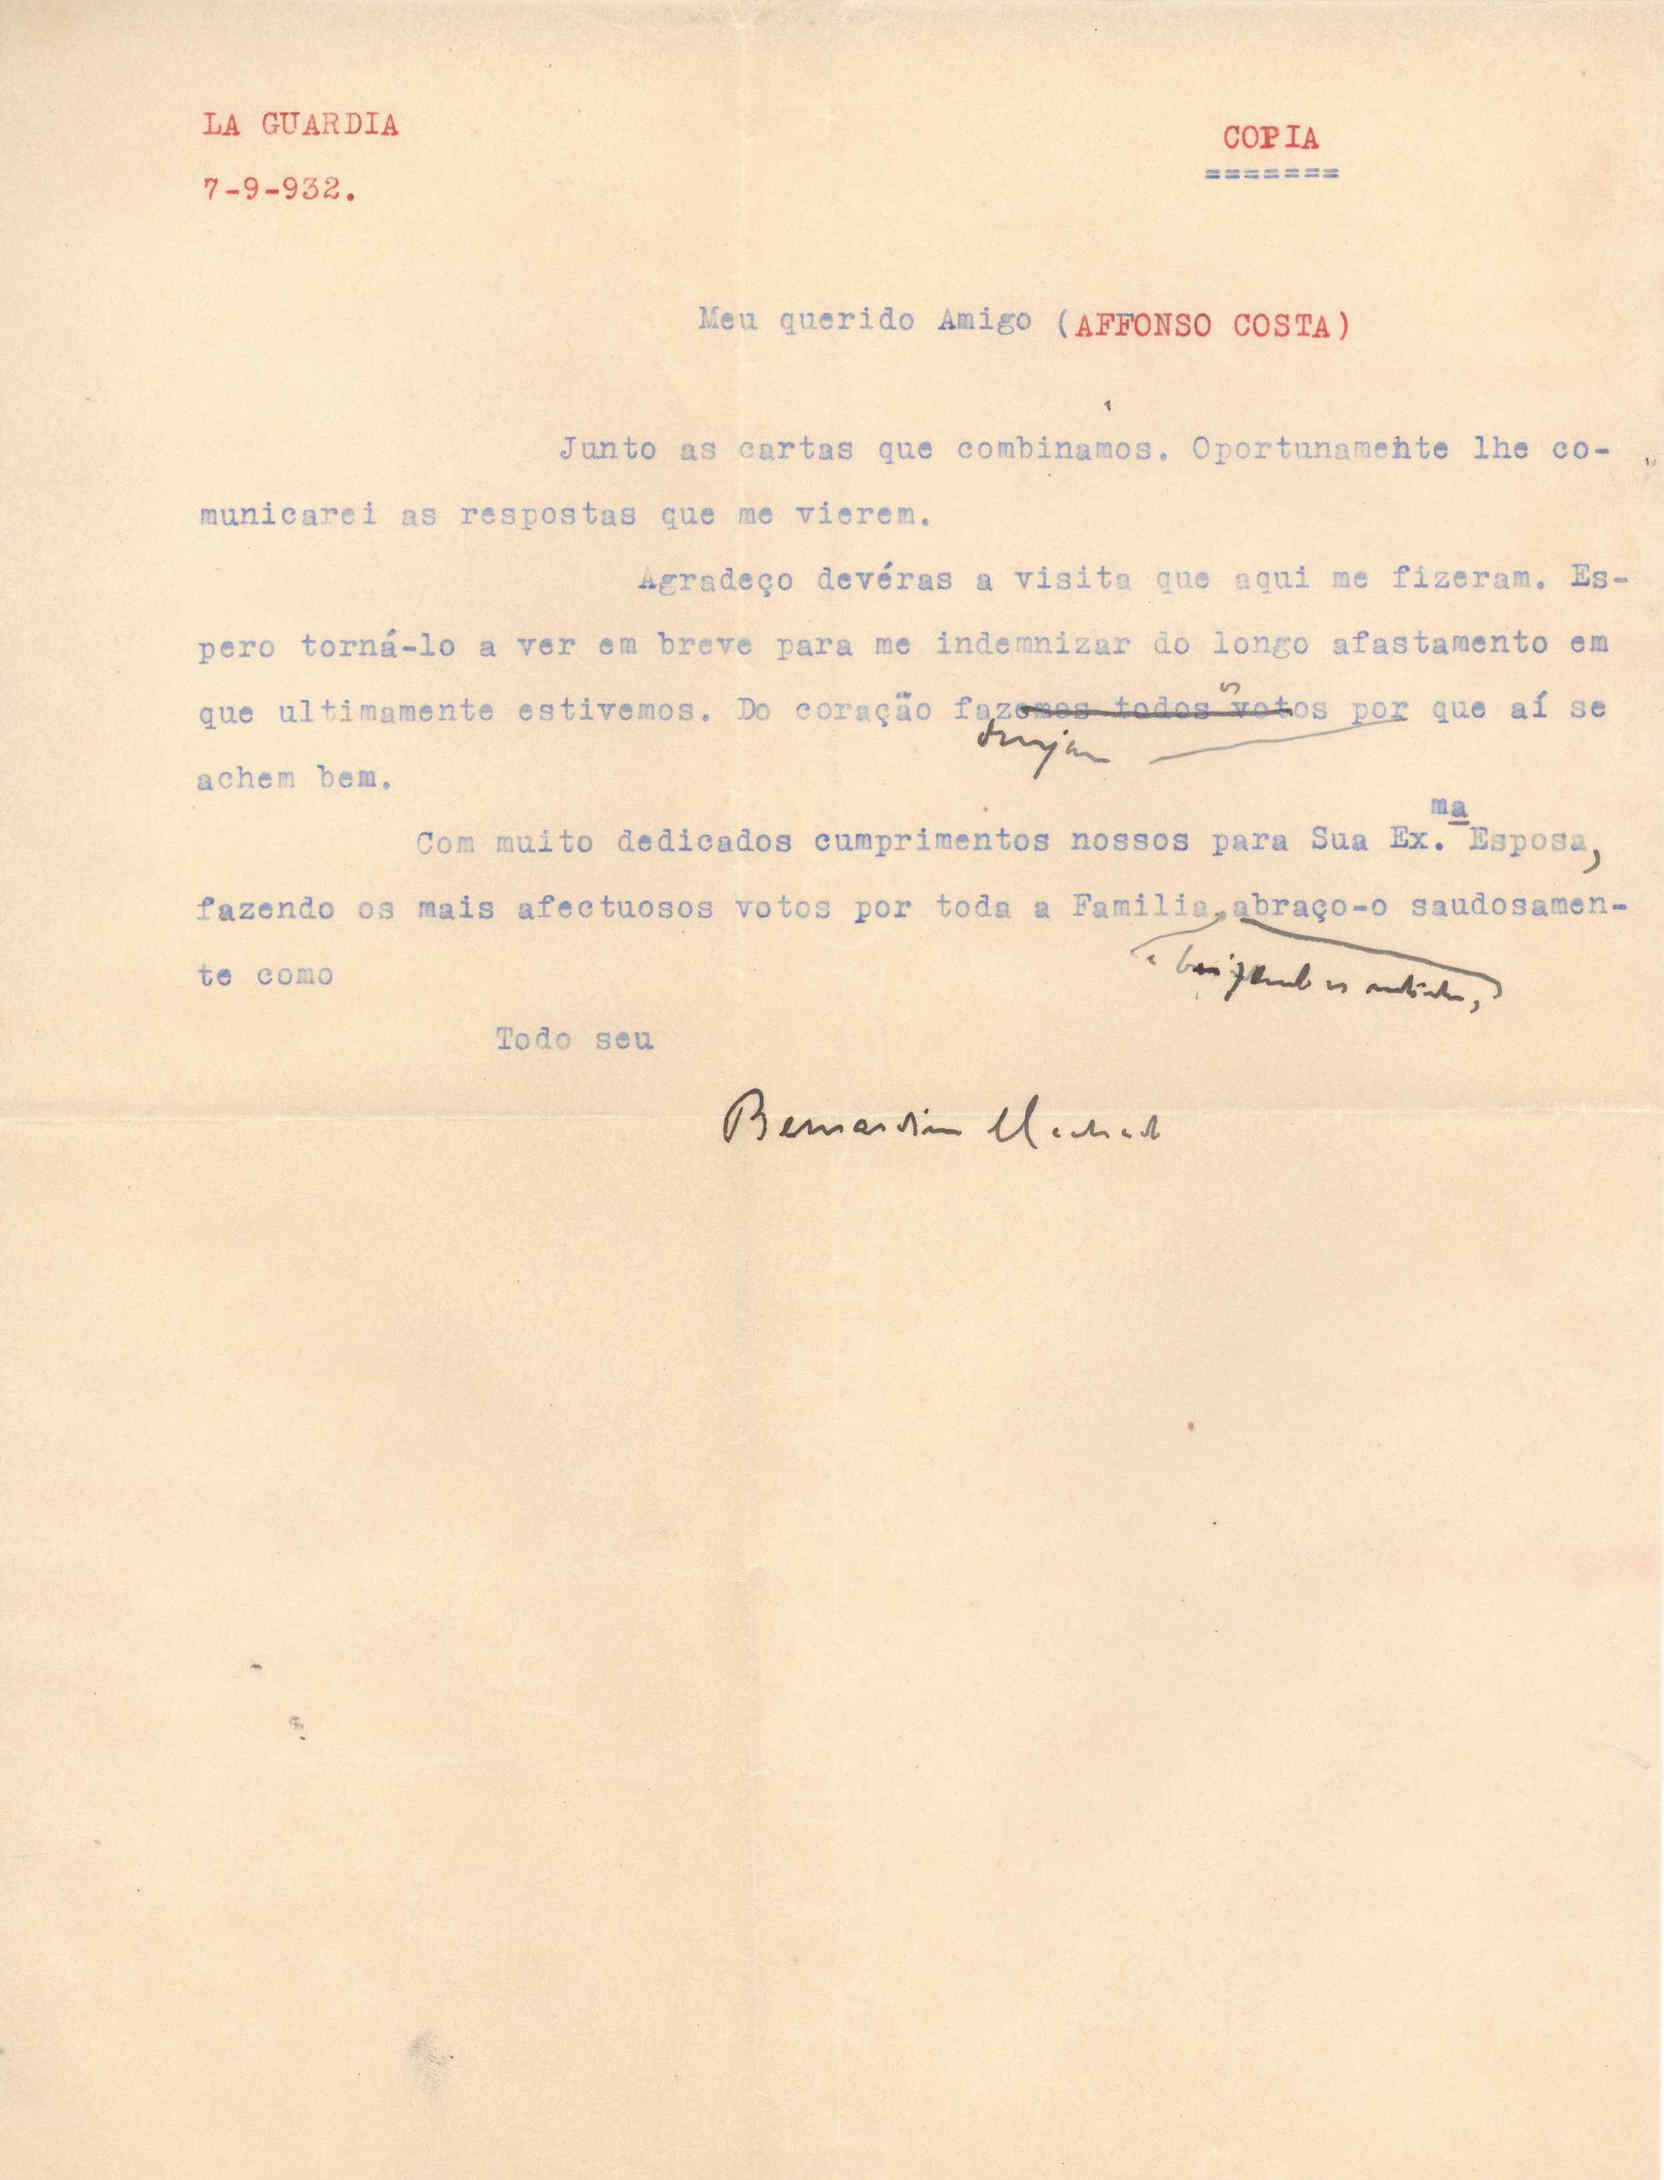 LA GUARDIA
COPIA
=======
7-9-932.
Meu querido Amigo (AFFONSO COSTA)
Junto as cartas que combinamos. Oportunamente lhe co-
municarei as respostas que me vierem.
Agradeço devéras a visita que aqui me fizeram. Es-
pero torná-lo a ver em breve para me indemnizar do longo afastamento em
que ultimamente estivemos. Do coração fazemos todos votos por que aí se
achem bem.
Com muito dedicados cumprimentos nossos para Sua Ex.ma Esposa,
fazendo os mais afectuosos votos por toda a Familia, abraço-o saudosamen-
te como
Todo seu
Bernardino Machado